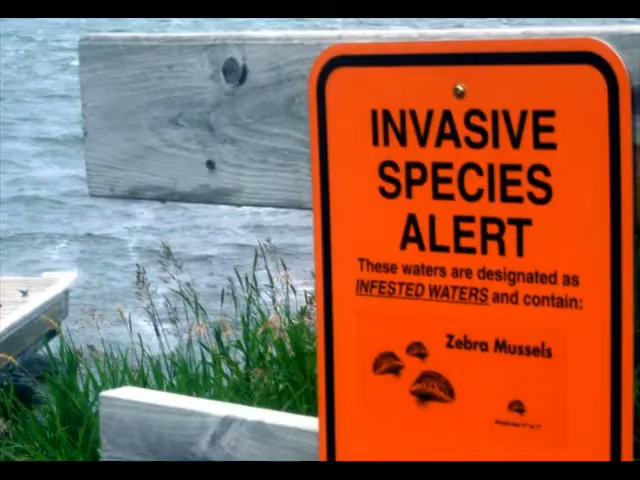 INVASIVE
SPECIES
ALERT
These waters are designated as
INFESTED WATERS and contain:
Zebra Mussels